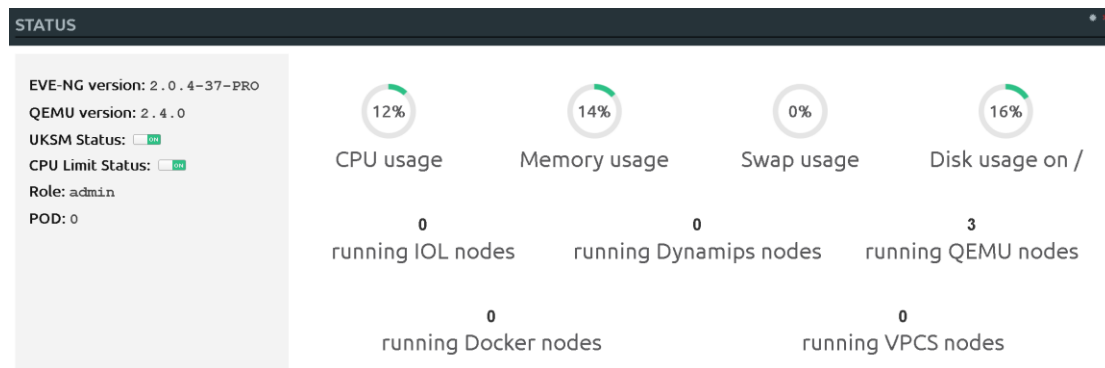 STATUS
EVE-NG version: 2.0.4-37-PRO
QEMU version: 2.4.0
UKSM Status: ON
CPU Limit Status: ON
Role: admin
POD: 0
12%
CPU usage
14%
Memory usage
0%
Swap usage
16%
Disk usage on /
0
running IOL nodes
0
running Dynamips nodes
3
running QEMU nodes
0
running Docker nodes
0
running VPCS nodes